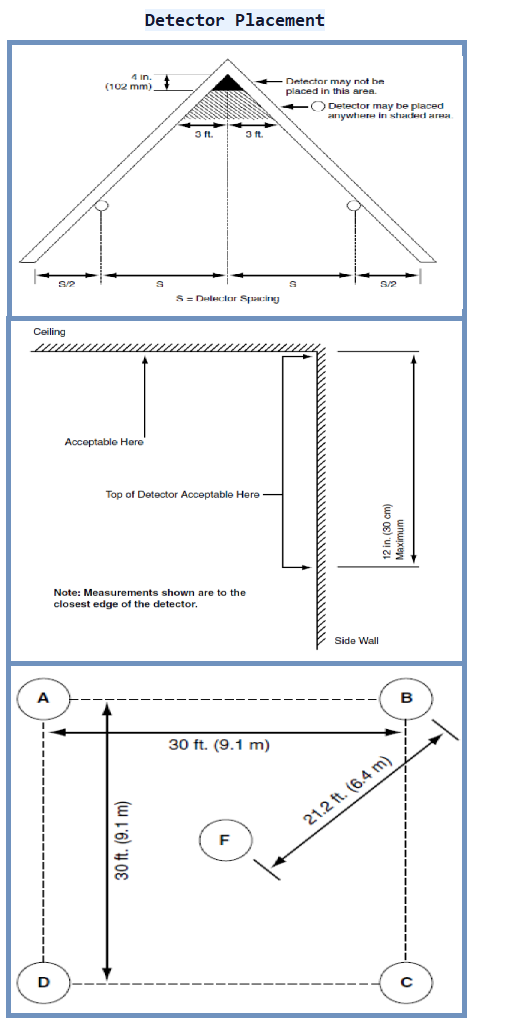 Detector Placement
4 in.
(102 mm)
Detector may not be
placed in this area.
Detector may be placed
anywhere in shaded area.
3 ft.
3 ft.
S/2
S
S
S/2
S = Detector Spacing
Ceiling
Acceptable Here
Top of Detector Acceptable Here
12 in. (30 cm)
Maximum
Note: Measurements shown are to the
closest edge of the detector.
Side Wall
A
B
30 ft. (9.1 m)
21.2 ft. (6.4 m)
30 ft. (9.1 m)
F
D
C